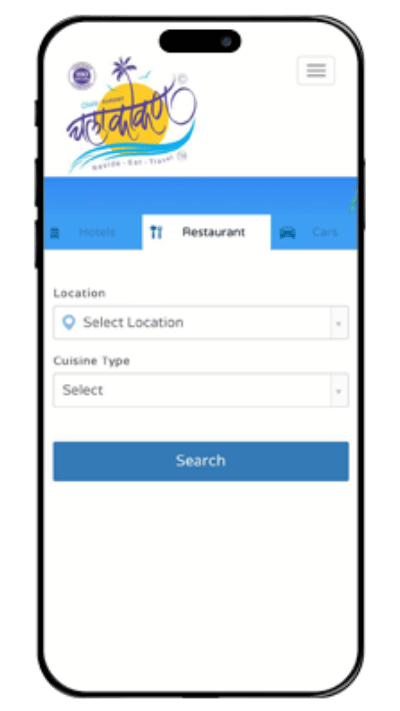 चला कोकण
Reside - Eat - Travel
Hotels
Restaurant
Cars
Location
Select Location
Cuisine Type
Select
Search